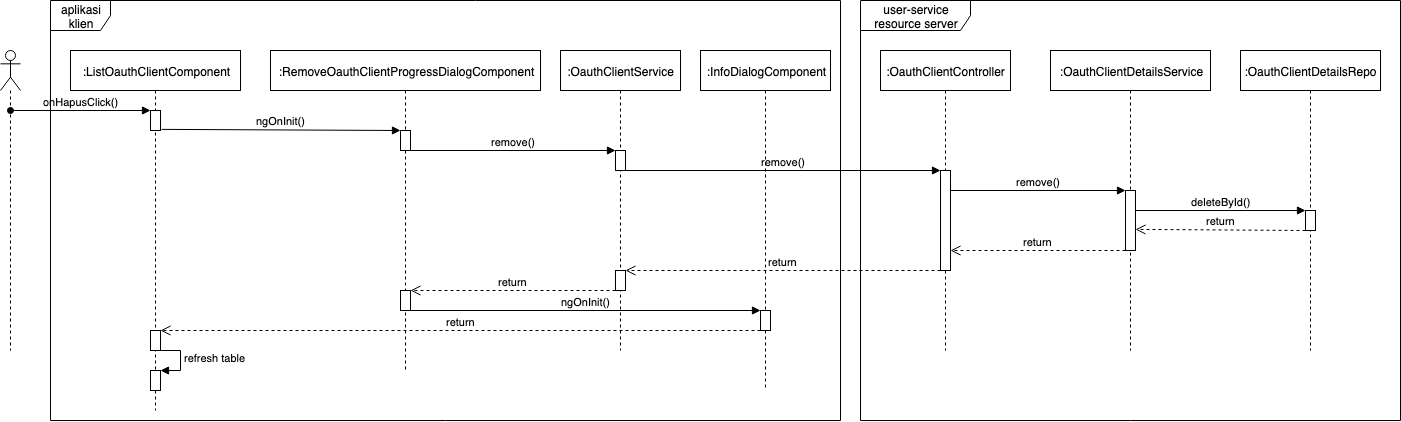 aplikasi
klien
user-service
resource server
:ListOauthClientComponent
:RemoveOauthClientProgressDialogComponent
:OauthClientService
:InfoDialogComponent
:OauthClientController
:OauthClientDetailsService
:OauthClientDetailsRepo
onHapusClick()
ngOnInit()
remove()
remove()
remove()
deleteById()
return
return
return
return
ngOnInit()
return
refresh table